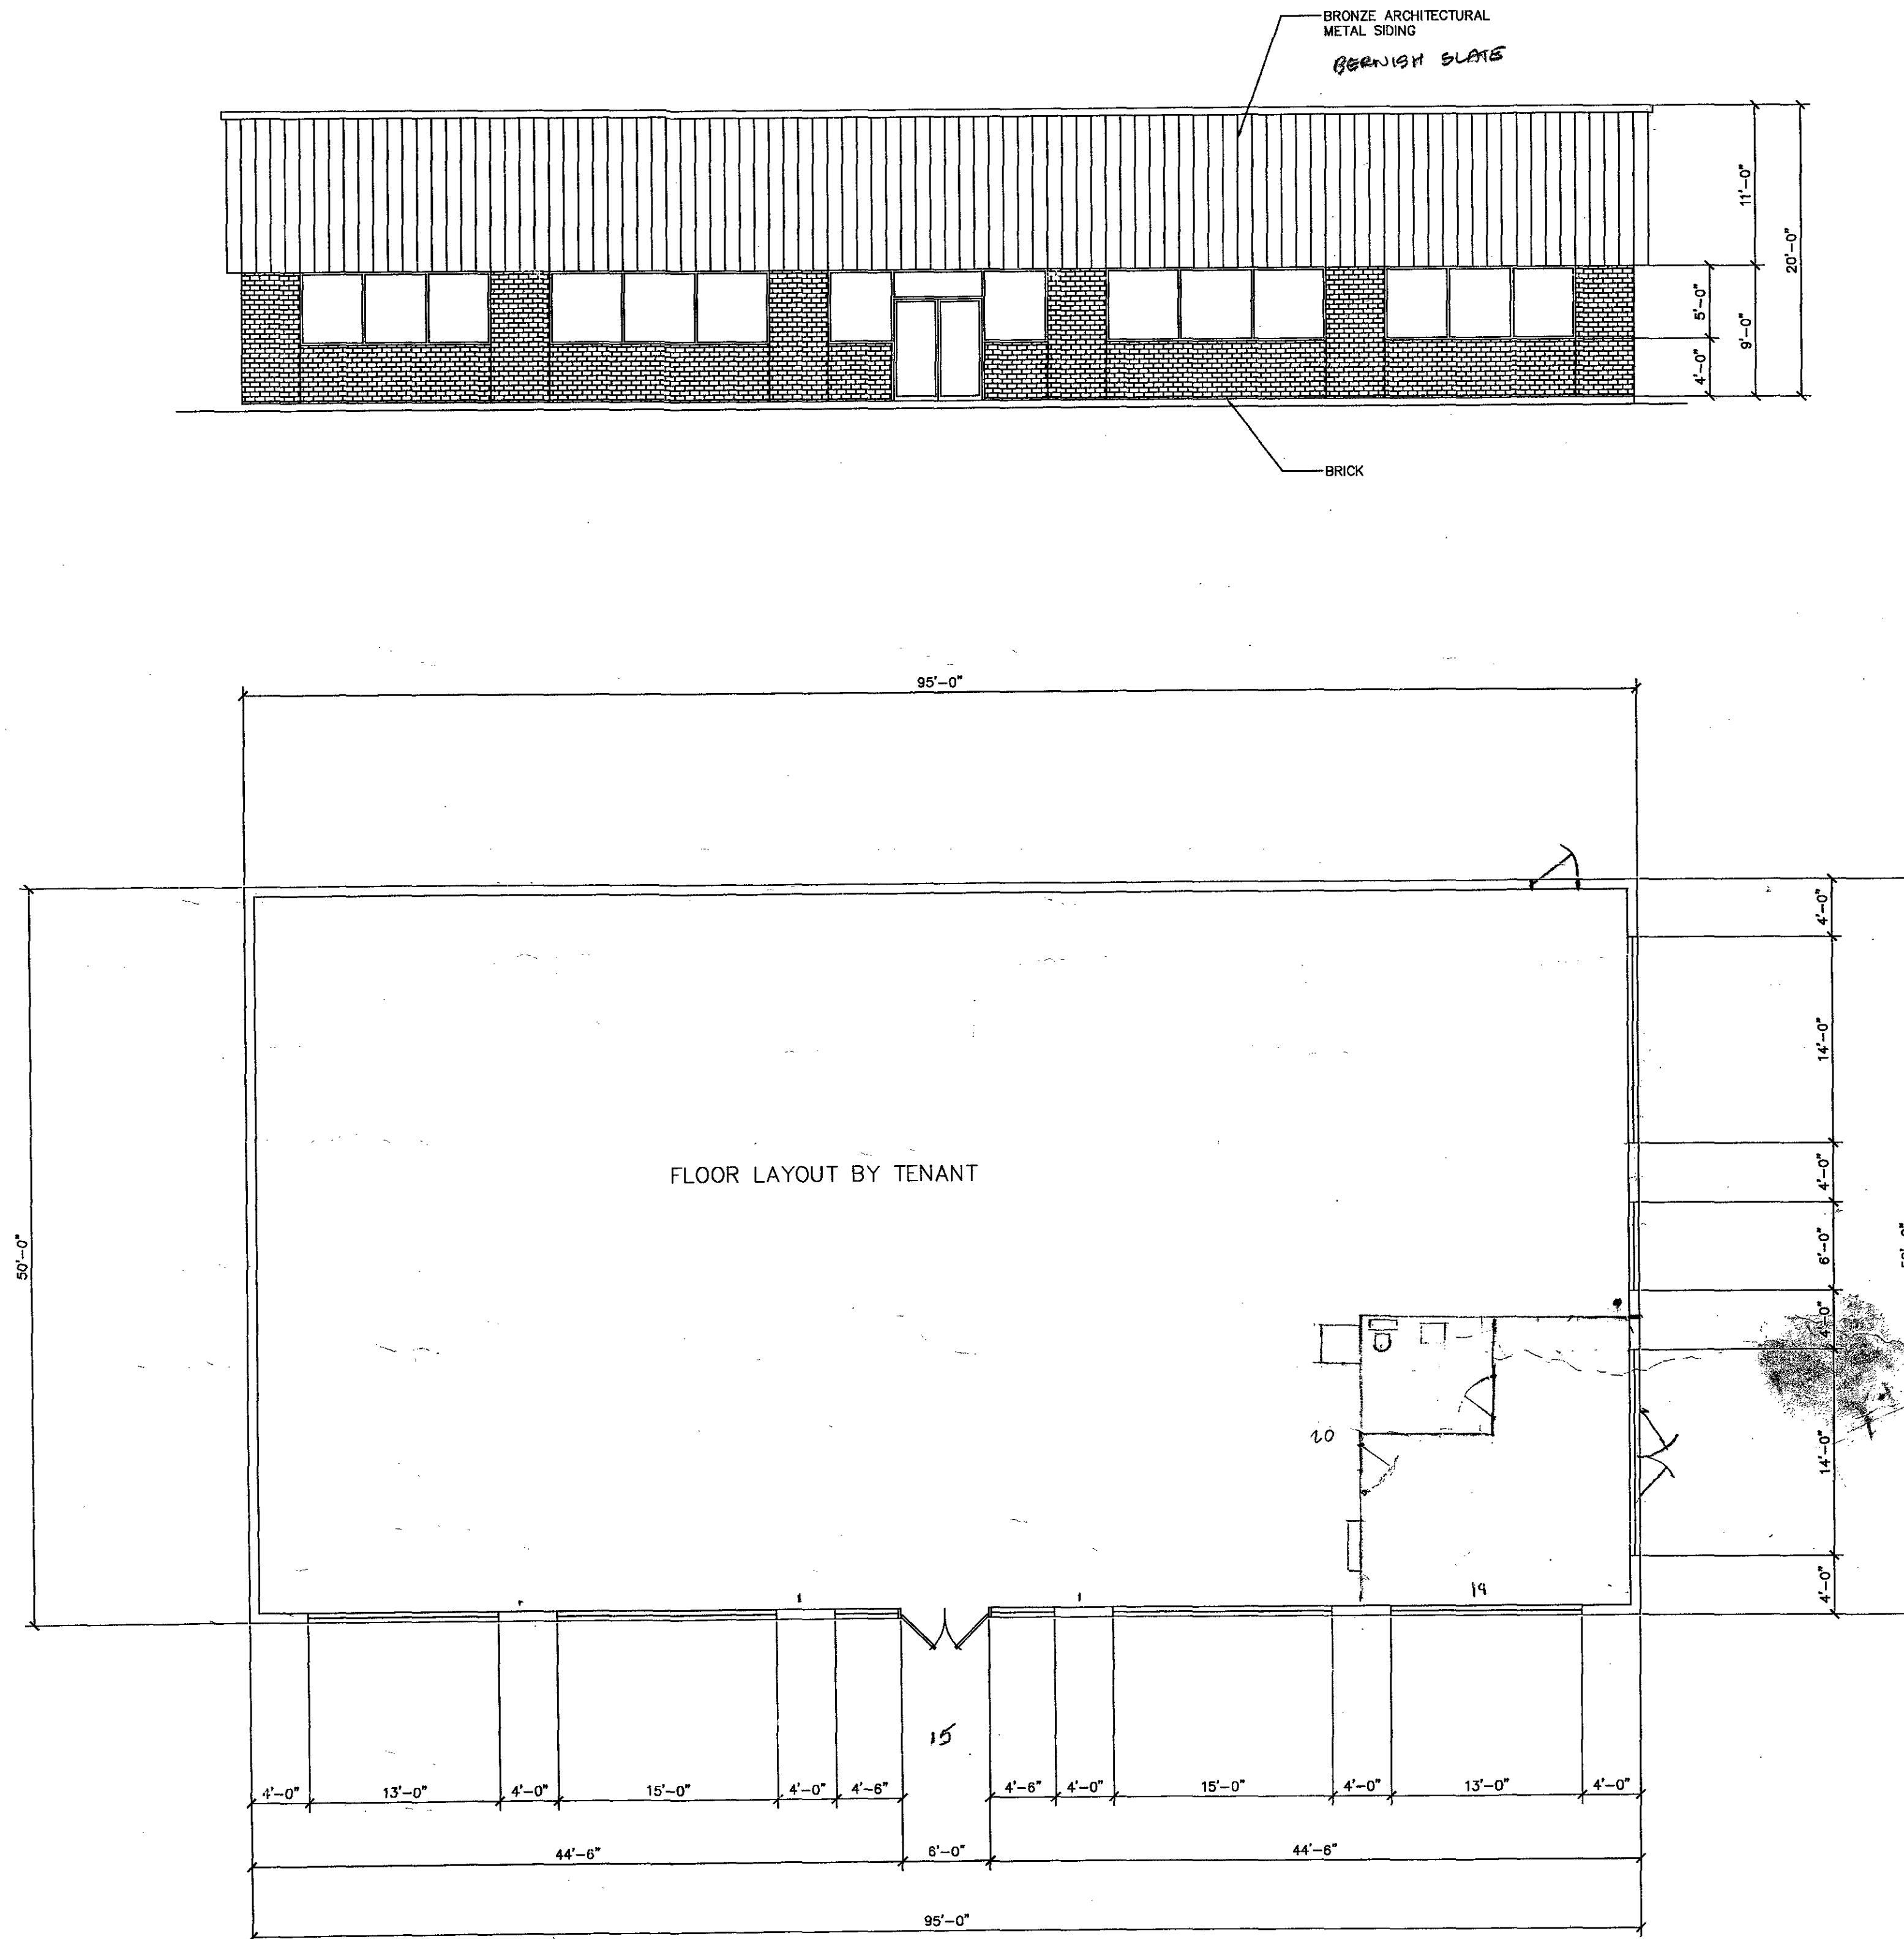 BRONZE ARCHITECTURAL
METAL SIDING
BERNISH SLATE
11'-0"
20'-0"
5'-0"
9'-0"
4'-0"
BRICK
95'-0"
4'-0"
14'-0"
4'-0"
6'-0"
4'-0"
14'-0"
4'-0"
50'-0"
FLOOR LAYOUT BY TENANT
20
19
15
4'-0" 13'-0" 4'-0" 15'-0" 4'-0" 4'-6" 4'-6" 4'-0" 15'-0" 4'-0" 13'-0" 4'-0"
44'-6" 6'-0" 44'-6"
95'-0"